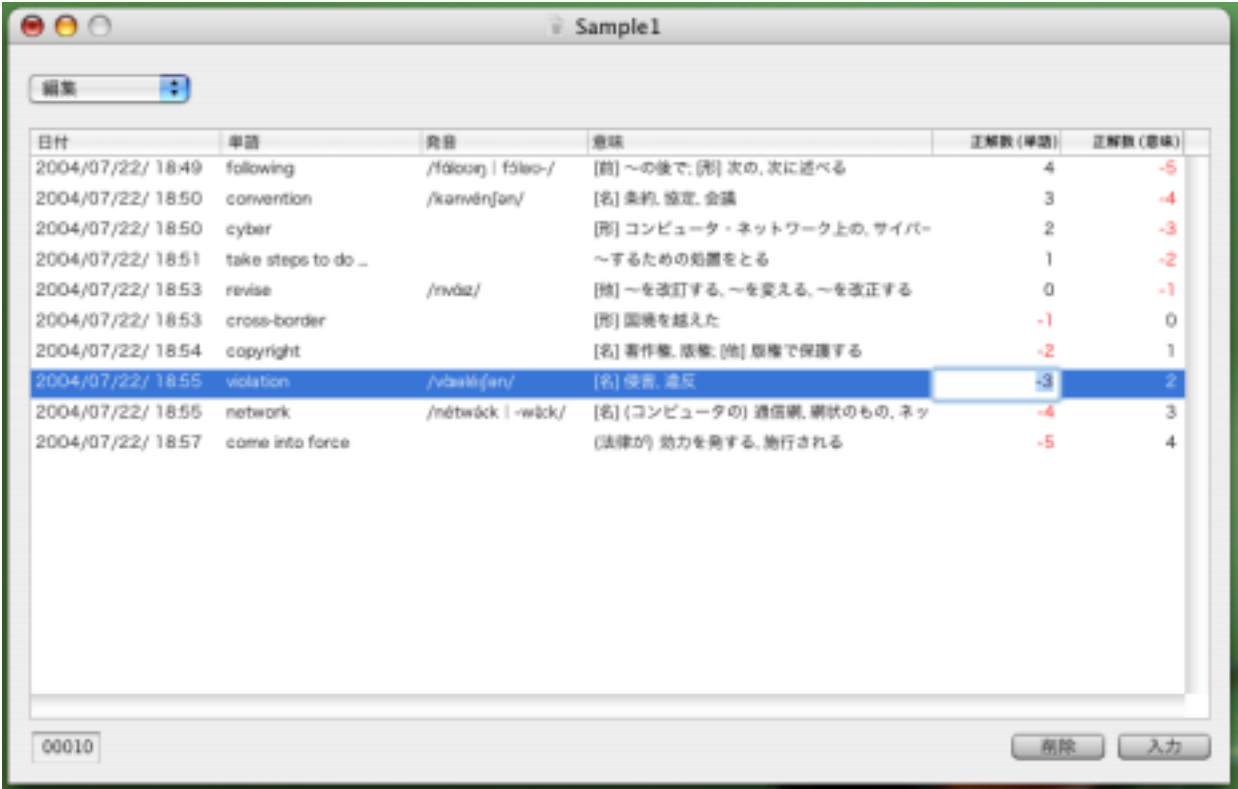 Sample1
編集
日付 単語 発音 意味 正解数 (単語) 正解数 (意味)
2004/07/22/ 18:49 following /fɑ́loʊɪŋ | fɔ́ləʊ-/ [前] ～の後で; [形] 次の, 次に述べる 4 -5
2004/07/22/ 18:50 convention /kənvénʃən/ [名] 条約, 協定, 会議 3 -4
2004/07/22/ 18:50 cyber [形] コンピュータ・ネットワーク上の, サイバー 2 -3
2004/07/22/ 18:51 take steps to do ... ～するための処置をとる 1 -2
2004/07/22/ 18:53 revise /rɪváɪz/ [他] ～を改訂する, ～を変える, ～を改正する 0 -1
2004/07/22/ 18:53 cross-border [形] 国境を越えた -1 0
2004/07/22/ 18:54 copyright [名] 著作権, 版権; [他] 版権で保護する -2 1
2004/07/22/ 18:55 violation /vàɪəléɪʃən/ [名] 侵害, 違反 -3 2
2004/07/22/ 18:55 network /nétwə̀ːk | -wə̀ːk/ [名] (コンピュータの) 通信網, 網状のもの, ネッ -4 3
2004/07/22/ 18:57 come into force (法律が) 効力を発する, 施行される -5 4
00010 削除 入力